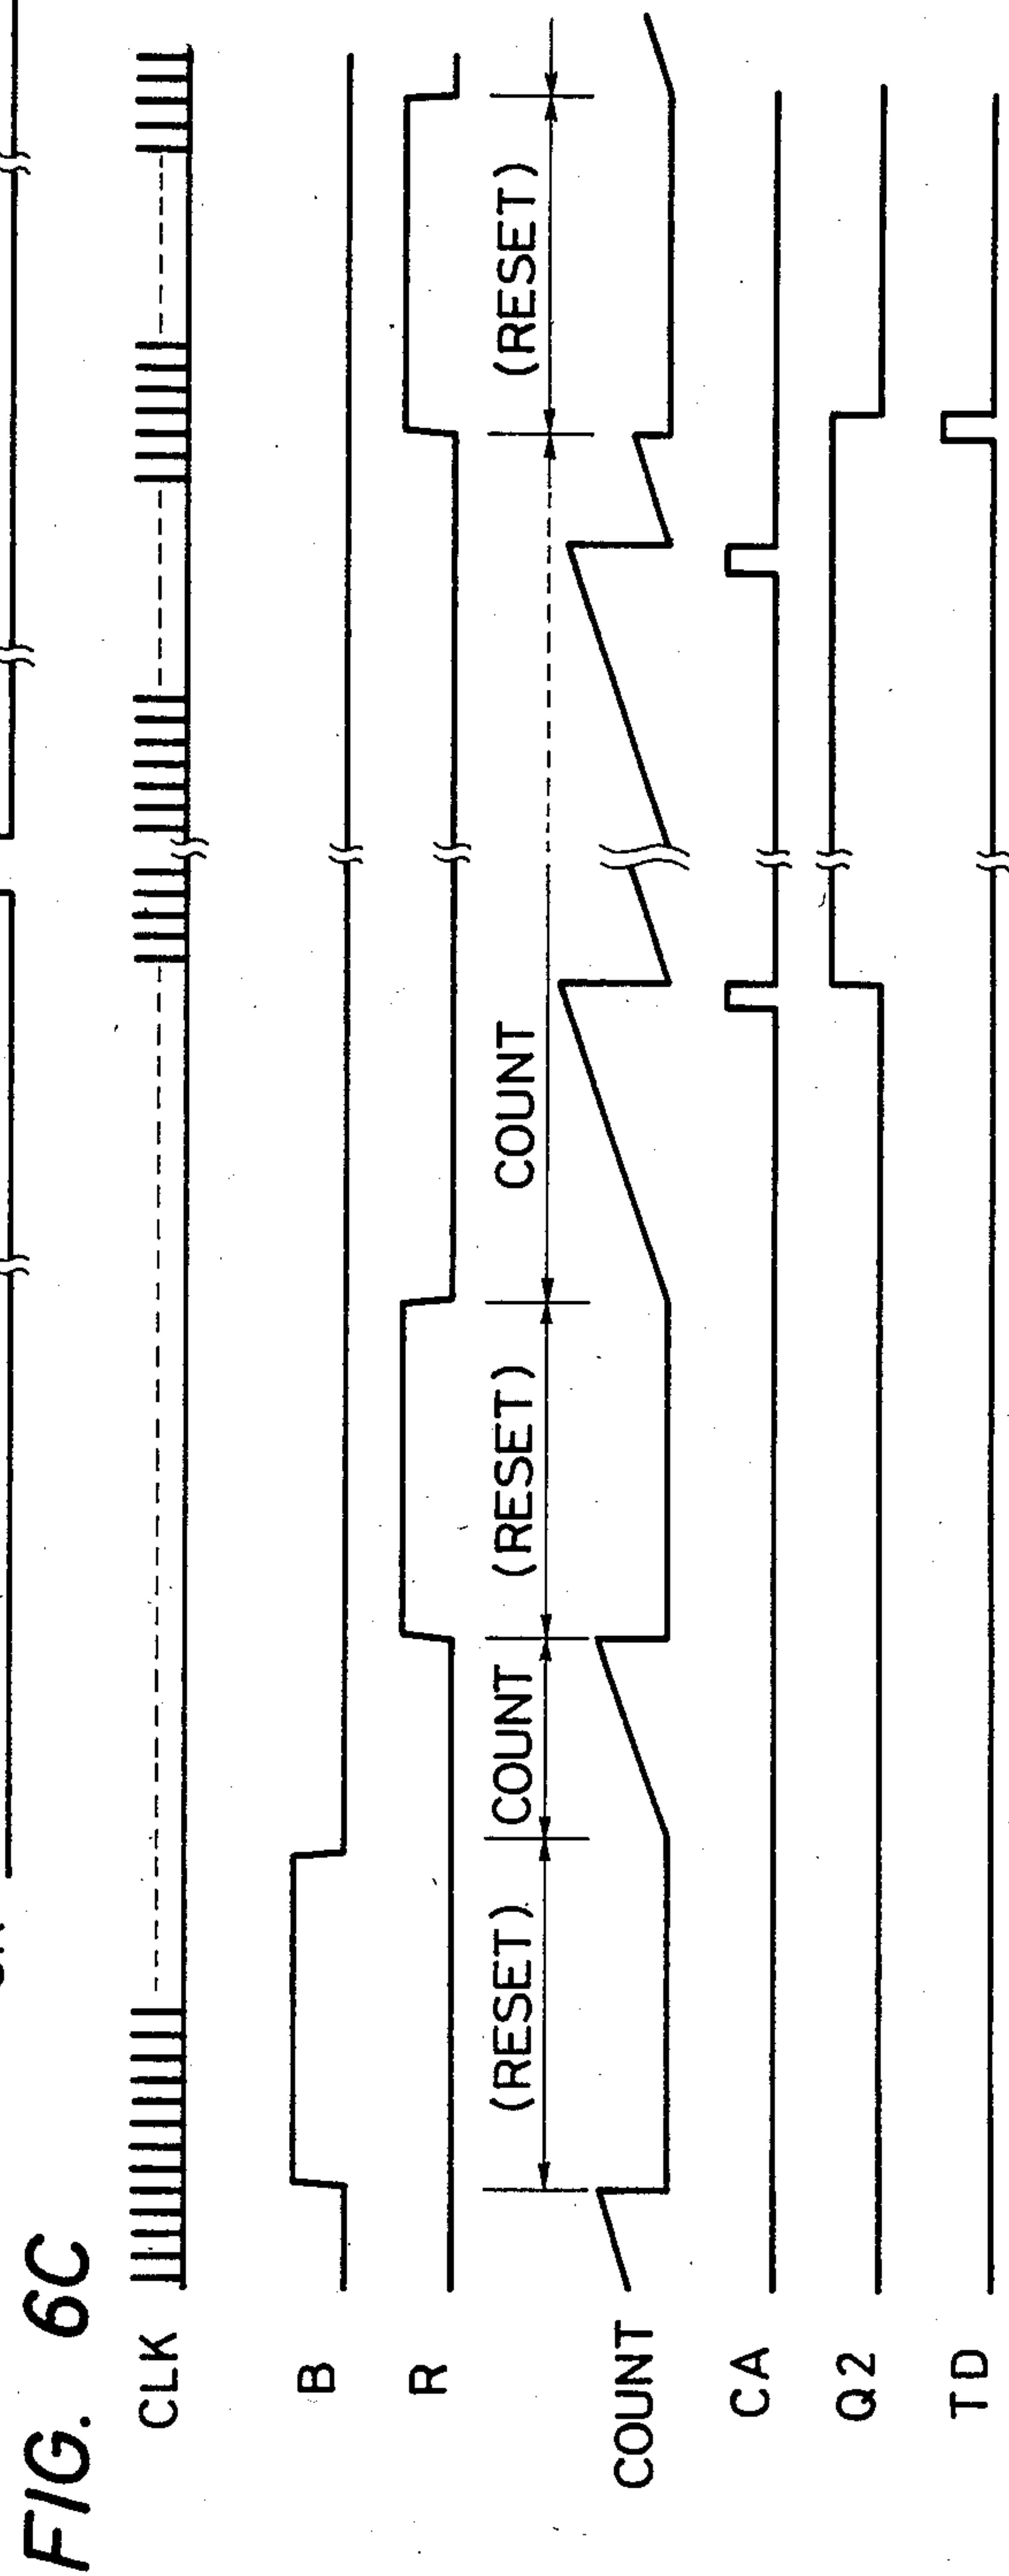 FIG. 6C
CLK
B
R
(RESET)
COUNT
(RESET)
COUNT
(RESET)
COUNT
CA
Q2
TD